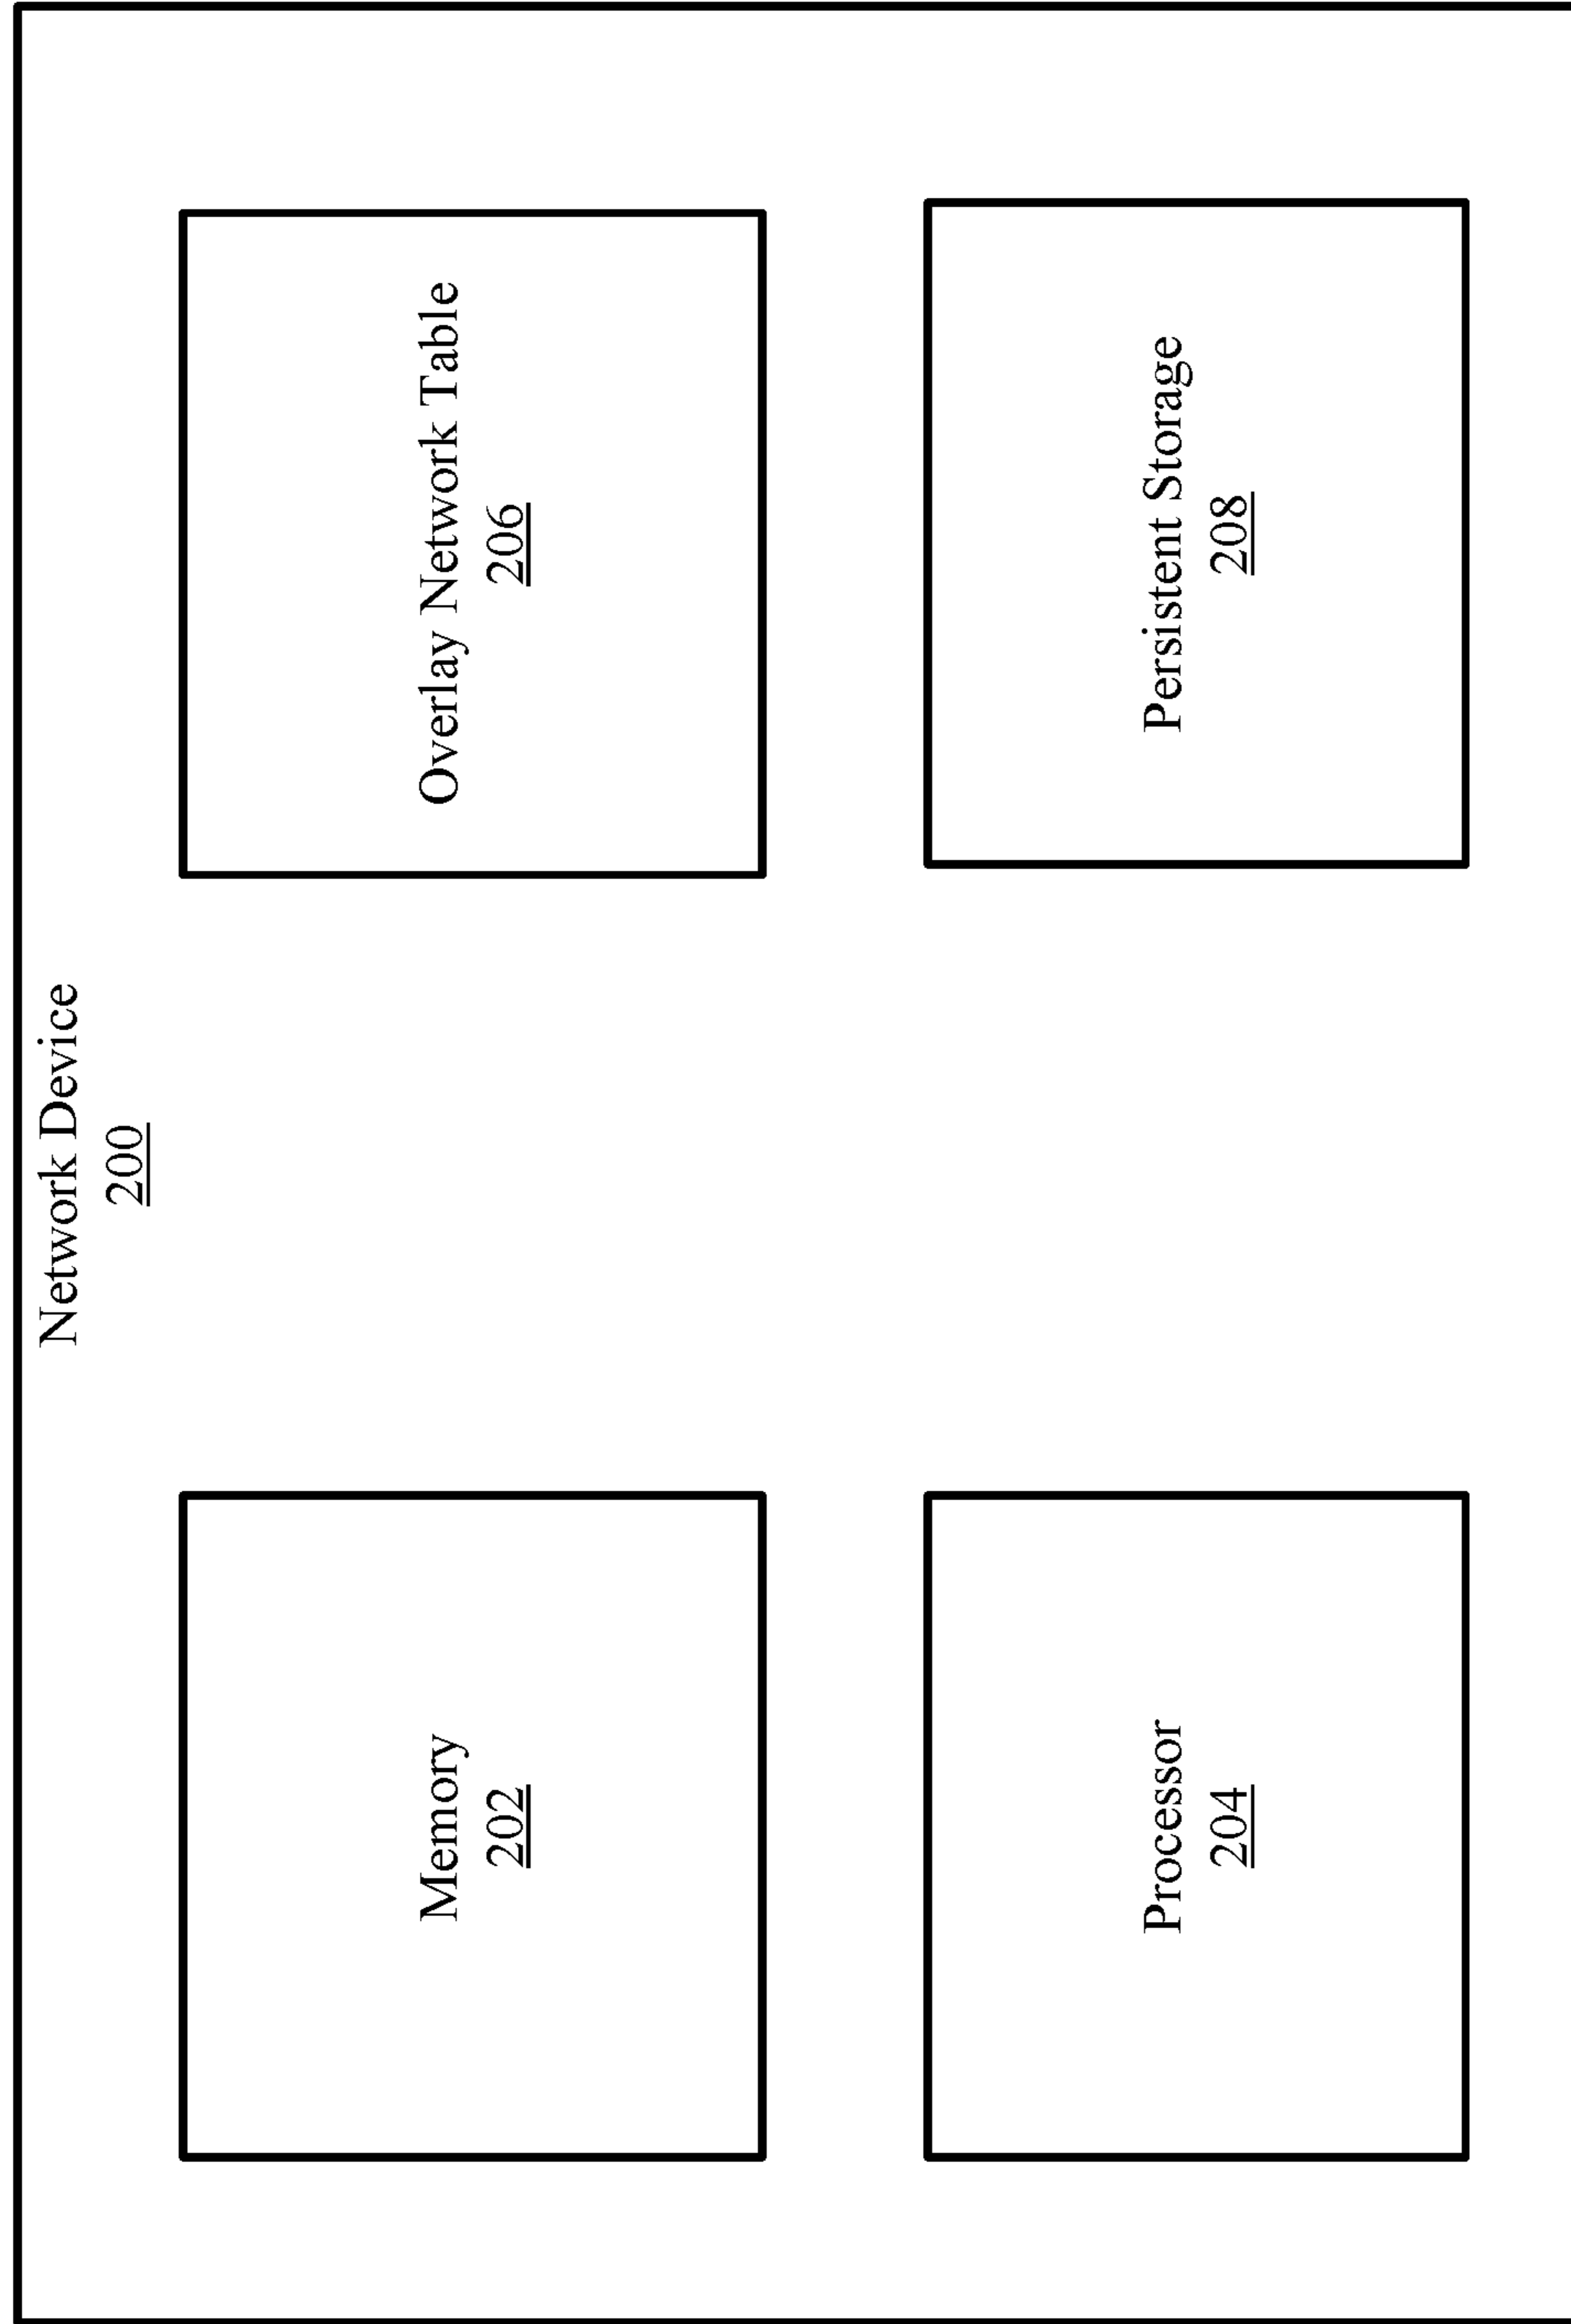 Network Device
200
Memory
202
Overlay Network Table
206
Processor
204
Persistent Storage
208